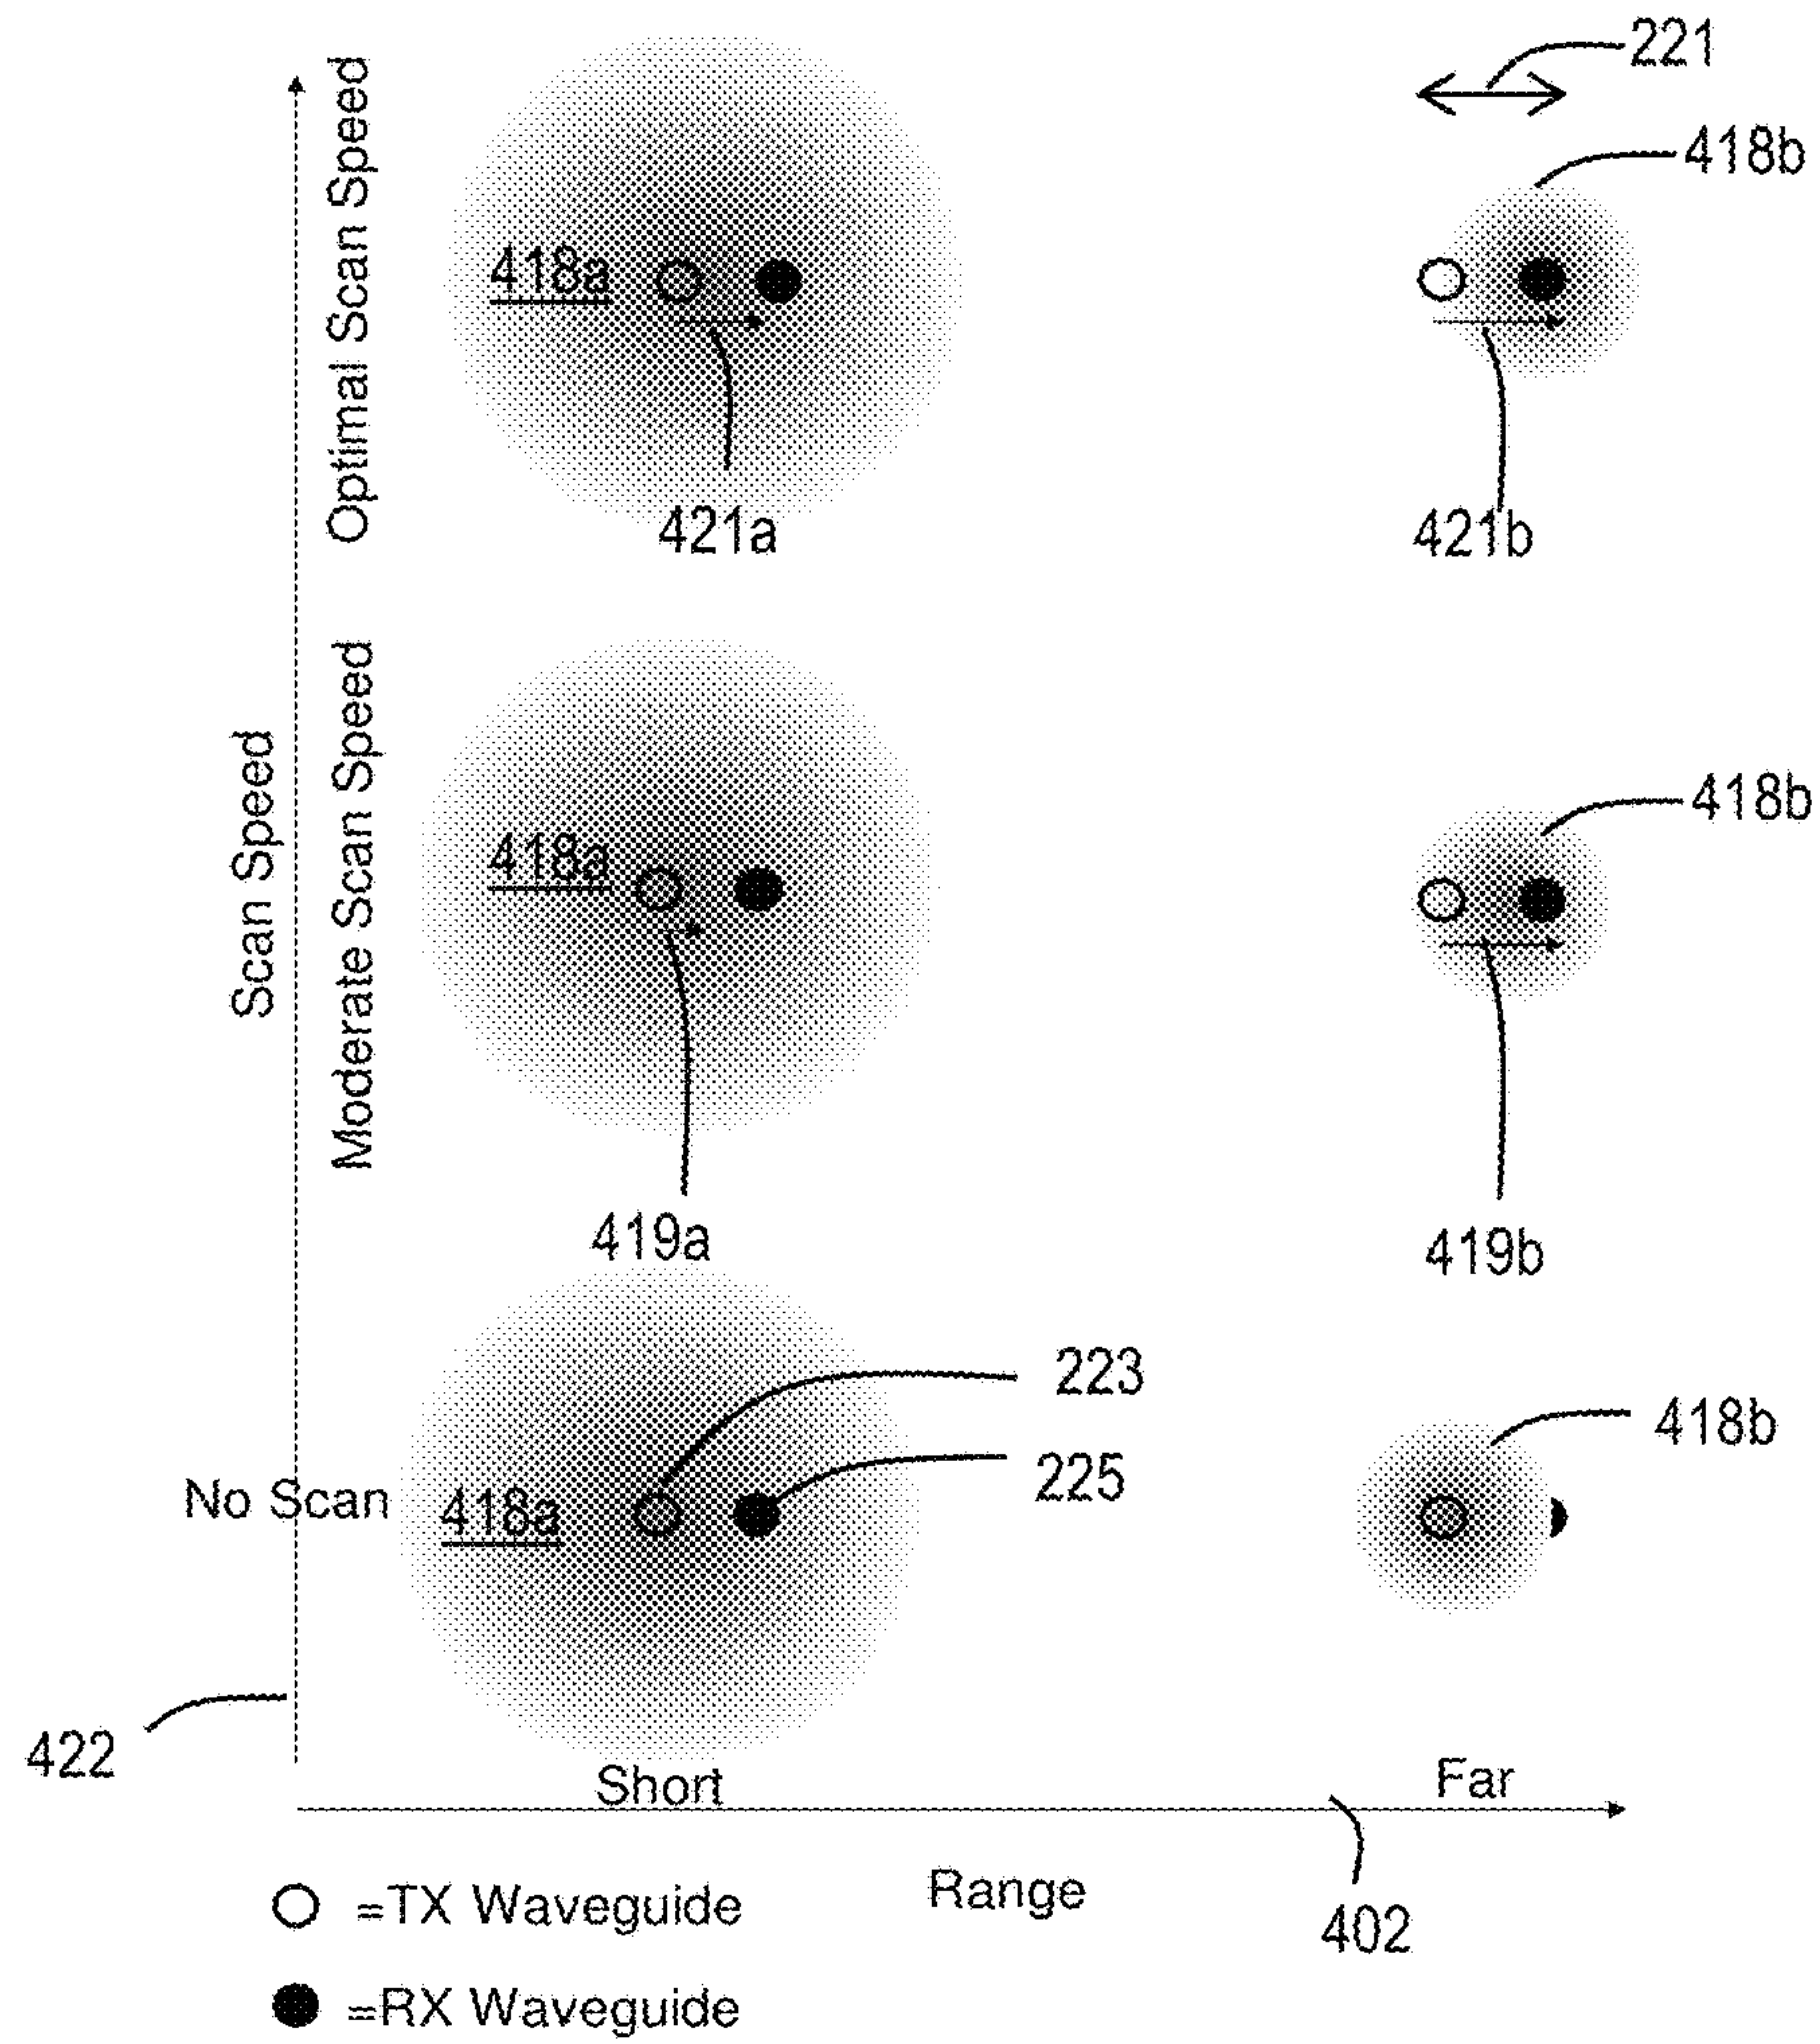 221
418b
Optimal Scan Speed
418a
421a
421b
Scan Speed
Moderate Scan Speed
418b
418a
419a
419b
223
418b
225
No Scan
418a
422
Short
Far
Range
402
=TX Waveguide
=RX Waveguide